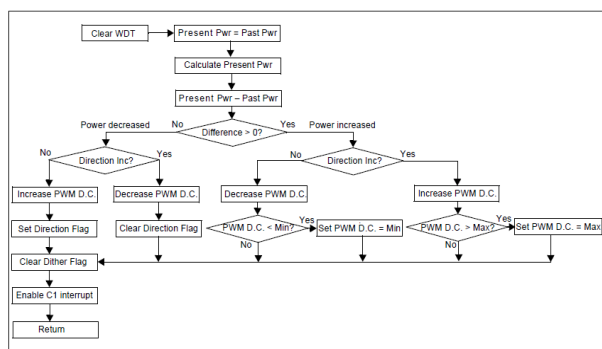 Clear WDT
Present Pwr = Past Pwr
Calculate Present Pwr
Present Pwr – Past Pwr
Power decreased
No
Difference > 0?
Yes
Power increased
No
Direction Inc?
Yes
No
Direction Inc?
Yes
Increase PWM D.C.
Decrease PWM D.C.
Decrease PWM D.C.
Increase PWM D.C.
Set Direction Flag
Clear Direction Flag
PWM D.C. < Min?
Yes
Set PWM D.C. = Min
PWM D.C. > Max?
Yes
Set PWM D.C. = Max
No
No
Clear Dither Flag
Enable C1 interrupt
Return